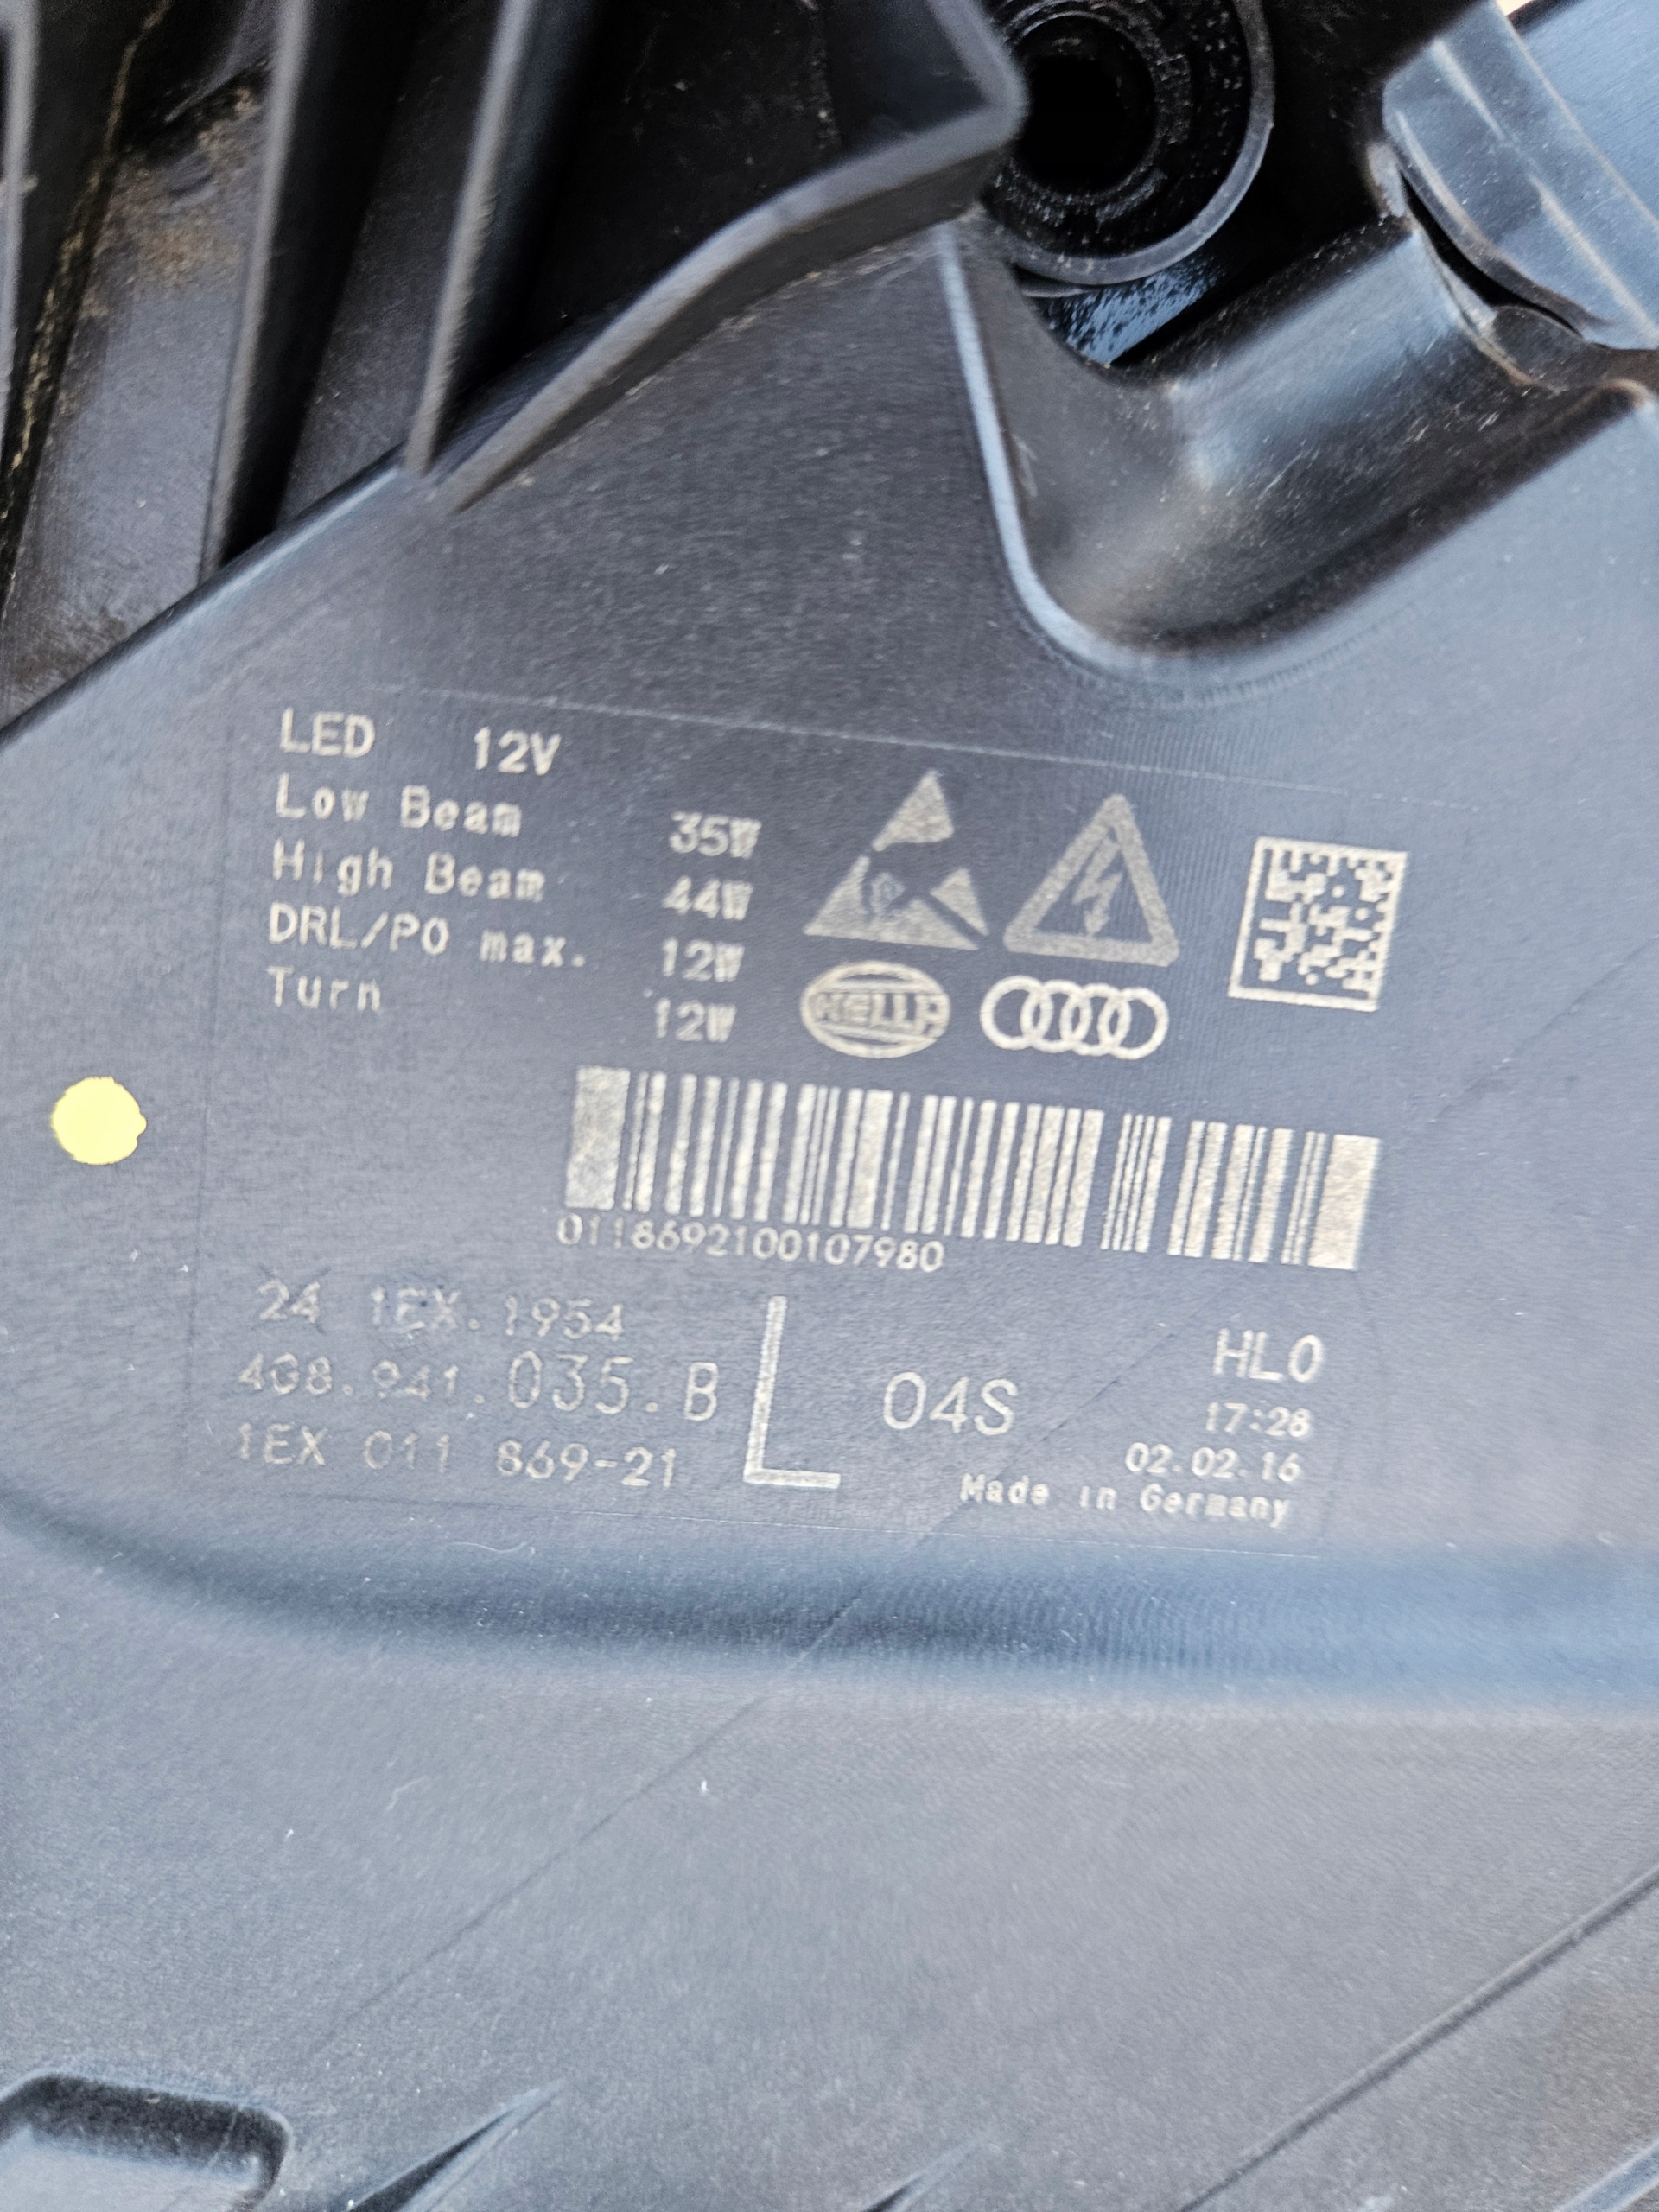 LED 12V
Low Beam 35W
High Beam 44W
DRL/PO max. 12W
Turn 12W
HELLA
0118692100107980
24 1EX.1954
4G8.941.035.B
1EX 011 869-21
L
04S
HL0
17:28
02.02.16
Made in Germany